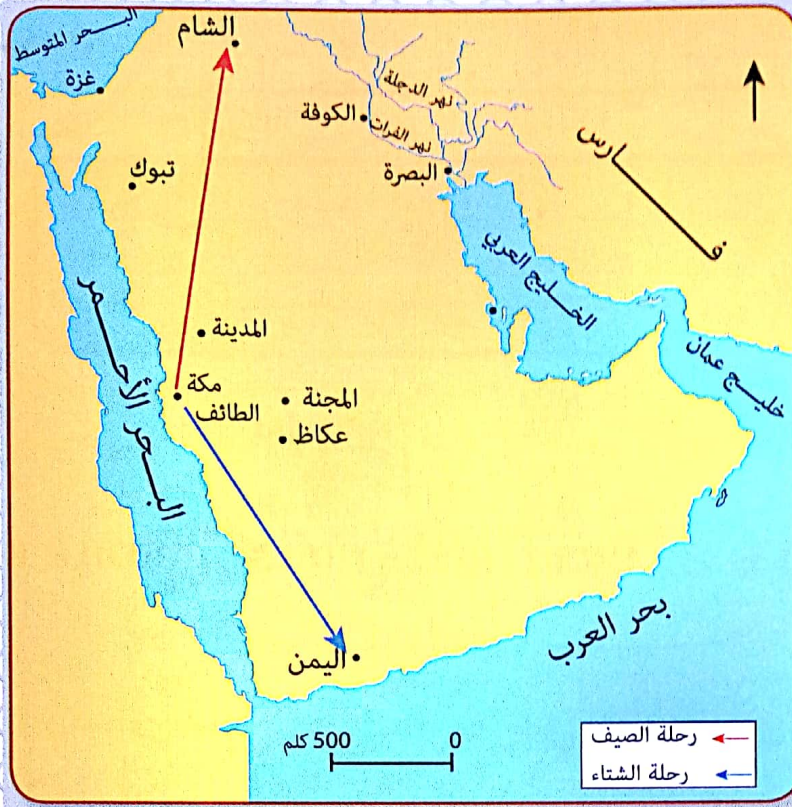 البحر المتوسط
الشام
غزة
نهر الدجلة
الكوفة
نهر الفرات
فارس
تبوك
البصرة
الخليج العربي
خليج عمان
المدينة
البحر الأحمر
مكة
الطائف
المجنة
عكاظ
بحر العرب
اليمن
500 كلم
0
رحلة الصيف
رحلة الشتاء